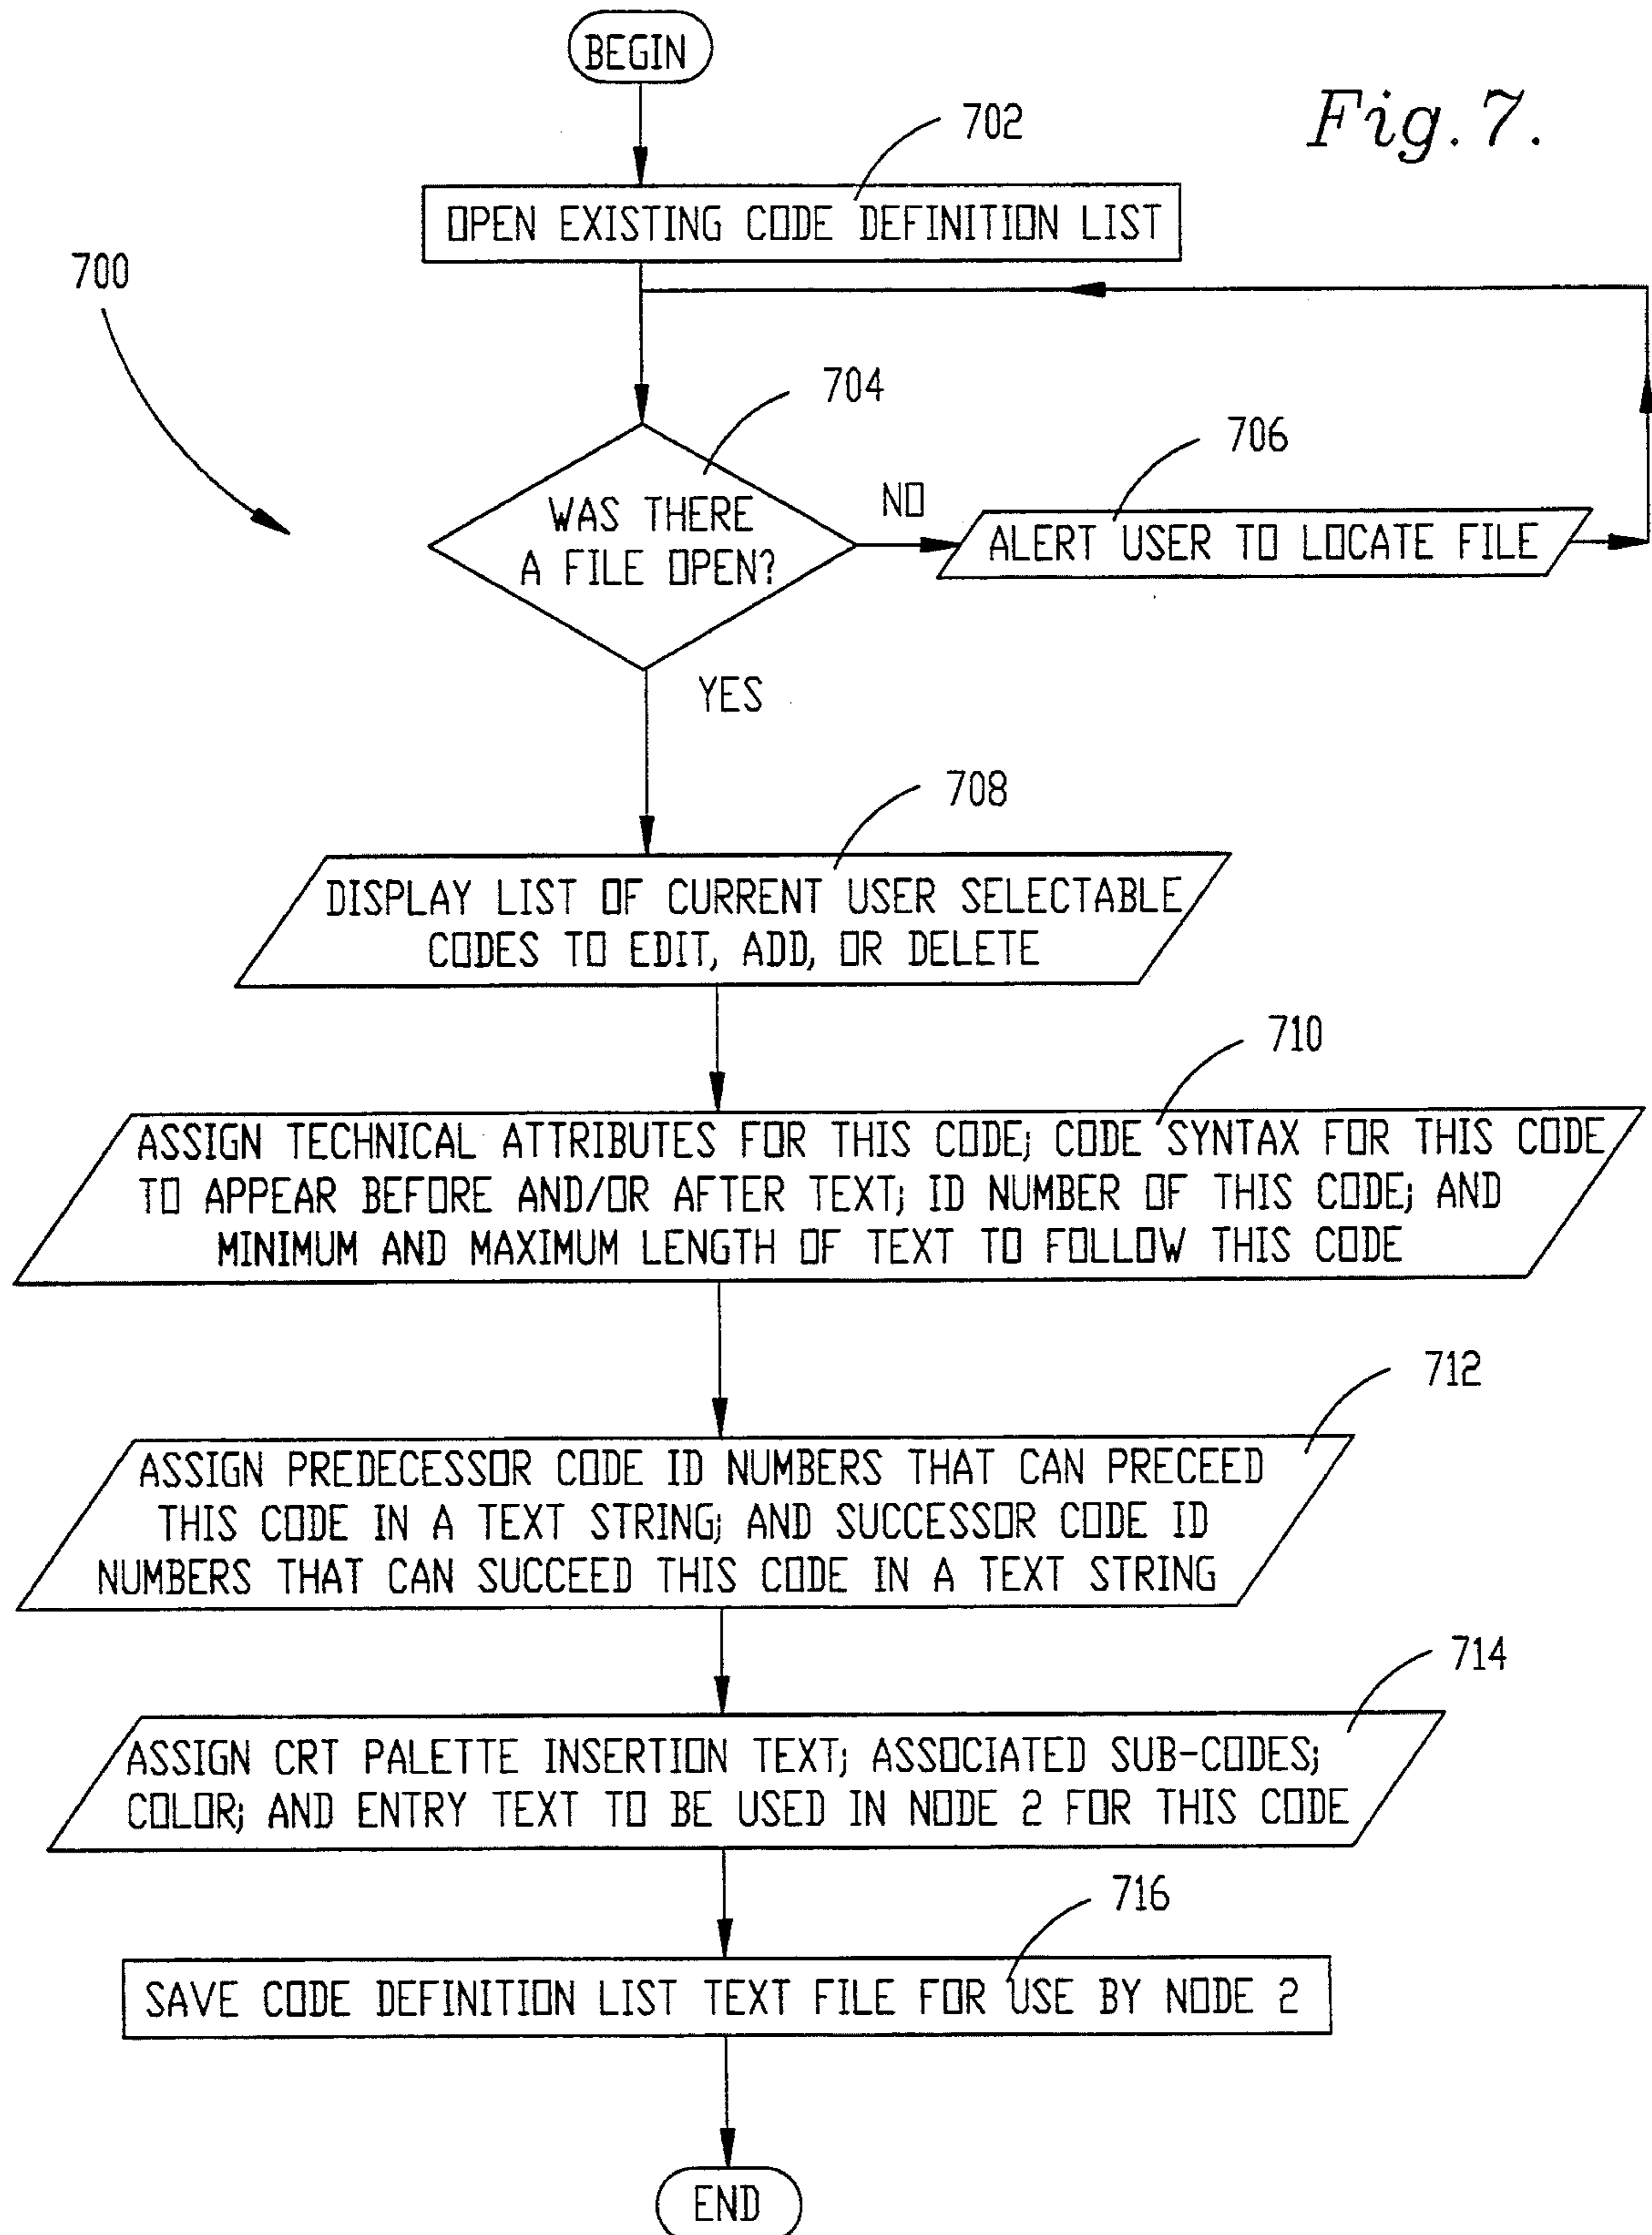 BEGIN
Fig. 7.
702
OPEN EXISTING CODE DEFINITION LIST
700
704
WAS THERE
A FILE OPEN?
NO
706
ALERT USER TO LOCATE FILE
YES
708
DISPLAY LIST OF CURRENT USER SELECTABLE
CODES TO EDIT, ADD, OR DELETE
710
ASSIGN TECHNICAL ATTRIBUTES FOR THIS CODE; CODE SYNTAX FOR THIS CODE
TO APPEAR BEFORE AND/OR AFTER TEXT; ID NUMBER OF THIS CODE; AND
MINIMUM AND MAXIMUM LENGTH OF TEXT TO FOLLOW THIS CODE
712
ASSIGN PREDECESSOR CODE ID NUMBERS THAT CAN PRECEED
THIS CODE IN A TEXT STRING; AND SUCCESSOR CODE ID
NUMBERS THAT CAN SUCCEED THIS CODE IN A TEXT STRING
714
ASSIGN CRT PALETTE INSERTION TEXT; ASSOCIATED SUB-CODES;
COLOR; AND ENTRY TEXT TO BE USED IN NODE 2 FOR THIS CODE
716
SAVE CODE DEFINITION LIST TEXT FILE FOR USE BY NODE 2
END